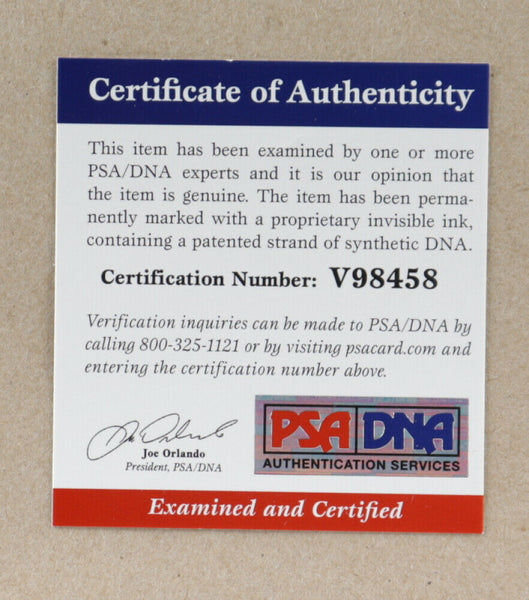 Certificate of Authenticity
This item has been examined by one or more
PSA/DNA experts and it is our opinion that
the item is genuine. The item has been perma-
nently marked with a proprietary invisible ink,
containing a patented strand of synthetic DNA.
Certification Number: V98458
Verification inquiries can be made to PSA/DNA by
calling 800-325-1121 or by visiting psacard.com and
entering the certification number above.
Joe Orlando
President, PSA/DNA
PSA DNA
AUTHENTICATION SERVICES
Examined and Certified